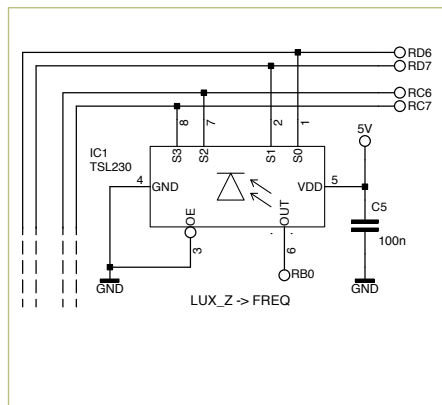 RD6
RD7
RC6
RC7
8
7
2
1
5V
IC1
TSL230
S3
S2
S1
S0
4
GND
VDD
5
C5
OE
OUT
100n
3
6
GND
RB0
GND
LUX_Z -> FREQ